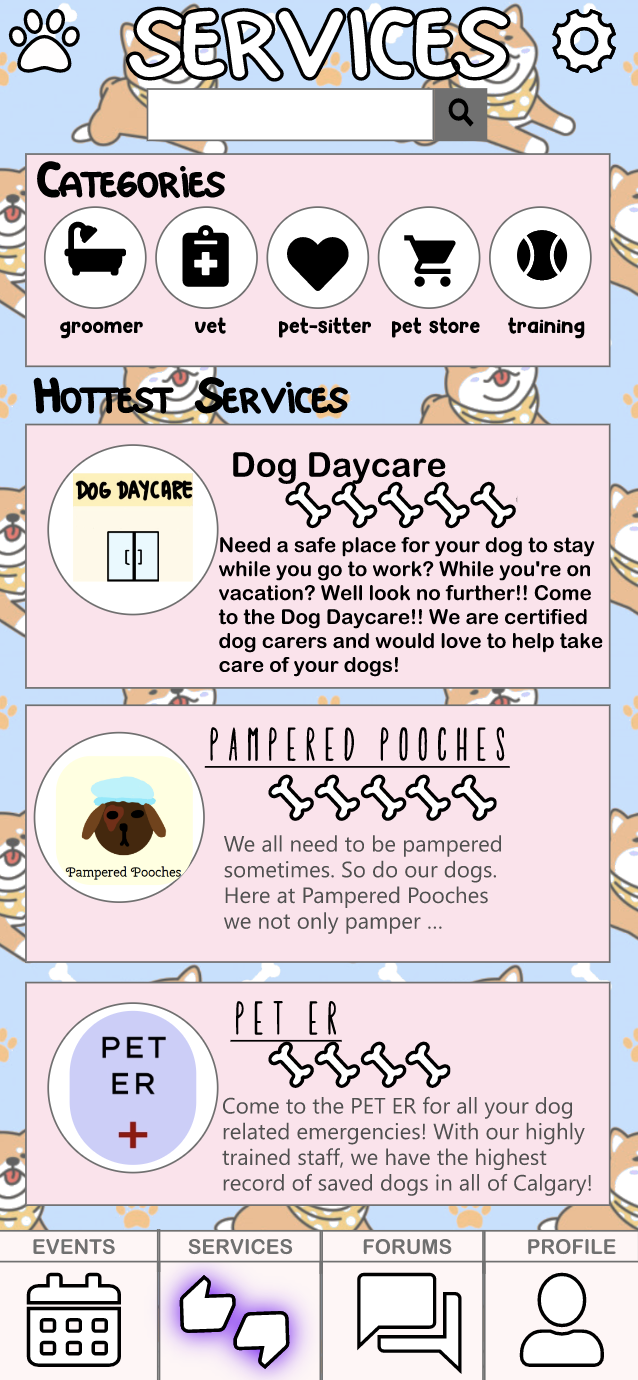 SERVICES
CATEGORIES
groomer vet pet-sitter pet store training
HOTTEST SERVICES
DOG DAYCARE
Dog Daycare
Need a safe place for your dog to stay
while you go to work? While you're on
vacation? Well look no further!! Come
to the Dog Daycare!! We are certified
dog carers and would love to help take
care of your dogs!
Pampered Pooches
PAMPERED POOCHES
We all need to be pampered
sometimes. So do our dogs.
Here at Pampered Pooches
we not only pamper ...
PET
ER
PET ER
Come to the PET ER for all your dog
related emergencies! With our highly
trained staff, we have the highest
record of saved dogs in all of Calgary!
EVENTS SERVICES FORUMS PROFILE